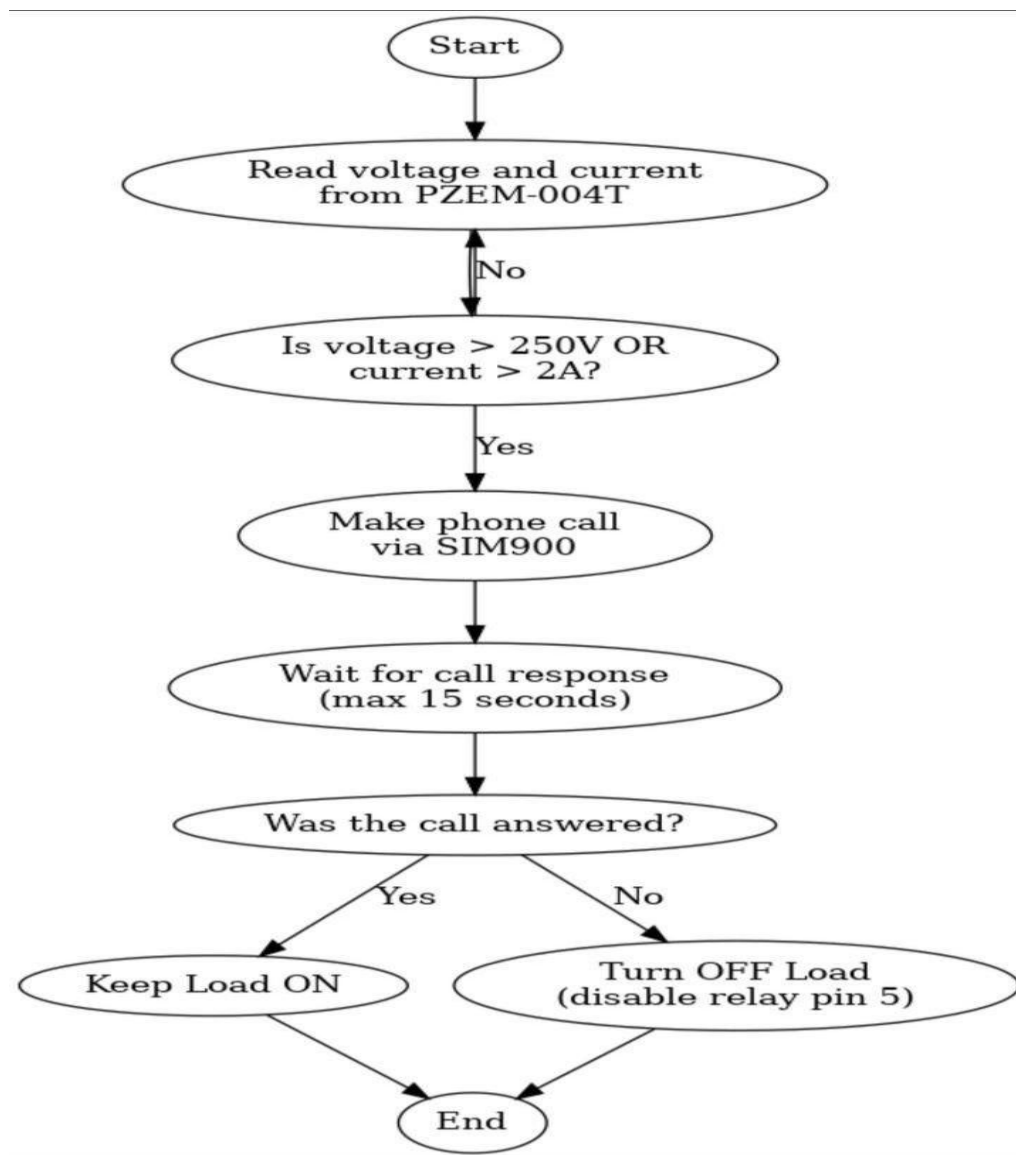 Start
Read voltage and current
from PZEM-004T
No
Is voltage > 250V OR
current > 2A?
Yes
Make phone call
via SIM900
Wait for call response
(max 15 seconds)
Was the call answered?
Yes
No
Keep Load ON
Turn OFF Load
(disable relay pin 5)
End